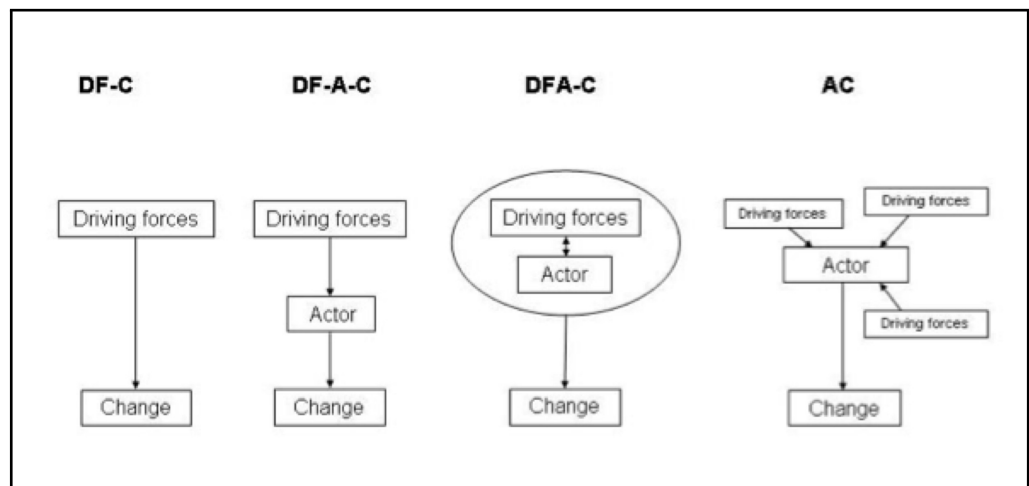 DF-C
DF-A-C
DFA-C
AC
Driving forces
Change
Driving forces
Actor
Change
Driving forces
Actor
Change
Driving forces
Driving forces
Actor
Driving forces
Change